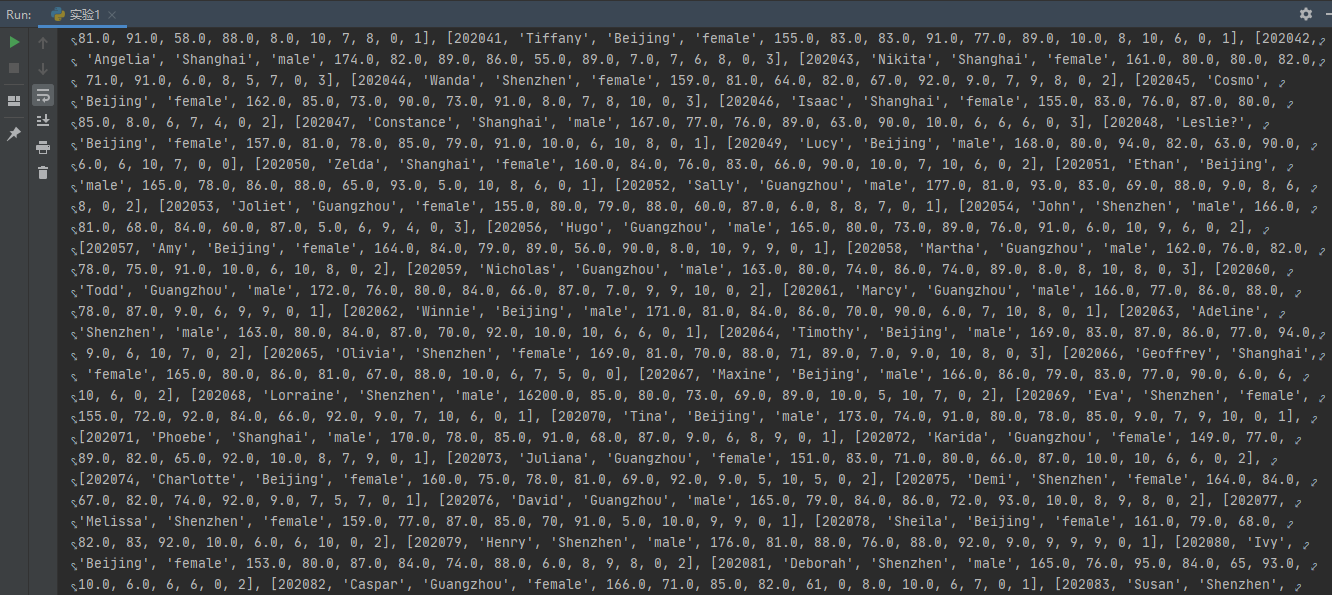 Run: 实验1
81.0, 91.0, 58.0, 88.0, 8.0, 10, 7, 8, 0, 1], [202041, 'Tiffany', 'Beijing', 'female', 155.0, 83.0, 83.0, 91.0, 77.0, 89.0, 10.0, 8, 10, 6, 0, 1], [202042,
'Angelia', 'Shanghai', 'male', 174.0, 82.0, 89.0, 86.0, 55.0, 89.0, 7.0, 7, 6, 8, 0, 3], [202043, 'Nikita', 'Shanghai', 'female', 161.0, 80.0, 80.0, 82.0,
71.0, 91.0, 6.0, 8, 5, 7, 0, 3], [202044, 'Wanda', 'Shenzhen', 'female', 159.0, 81.0, 64.0, 82.0, 67.0, 92.0, 9.0, 7, 9, 8, 0, 2], [202045, 'Cosmo',
'Beijing', 'female', 162.0, 85.0, 73.0, 90.0, 73.0, 91.0, 8.0, 7, 8, 10, 0, 3], [202046, 'Isaac', 'Shanghai', 'female', 155.0, 83.0, 76.0, 87.0, 80.0,
85.0, 8.0, 6, 7, 4, 0, 2], [202047, 'Constance', 'Shanghai', 'male', 167.0, 77.0, 76.0, 89.0, 63.0, 90.0, 10.0, 6, 6, 6, 0, 3], [202048, 'Leslie?',
'Beijing', 'female', 157.0, 81.0, 78.0, 85.0, 79.0, 91.0, 10.0, 6, 10, 8, 0, 1], [202049, 'Lucy', 'Beijing', 'male', 168.0, 80.0, 94.0, 82.0, 63.0, 90.0,
6.0, 6, 10, 7, 0, 0], [202050, 'Zelda', 'Shanghai', 'female', 160.0, 84.0, 76.0, 83.0, 66.0, 90.0, 10.0, 7, 10, 6, 0, 2], [202051, 'Ethan', 'Beijing',
'male', 165.0, 78.0, 86.0, 88.0, 65.0, 93.0, 5.0, 10, 8, 6, 0, 1], [202052, 'Sally', 'Guangzhou', 'male', 177.0, 81.0, 93.0, 83.0, 69.0, 88.0, 9.0, 8, 6,
8, 0, 2], [202053, 'Joliet', 'Guangzhou', 'female', 155.0, 80.0, 79.0, 88.0, 60.0, 87.0, 6.0, 8, 8, 7, 0, 1], [202054, 'John', 'Shenzhen', 'male', 166.0,
81.0, 68.0, 84.0, 60.0, 87.0, 5.0, 6, 9, 4, 0, 3], [202056, 'Hugo', 'Guangzhou', 'male', 165.0, 80.0, 73.0, 89.0, 76.0, 91.0, 6.0, 10, 9, 6, 0, 2],
[202057, 'Amy', 'Beijing', 'female', 164.0, 84.0, 79.0, 89.0, 56.0, 90.0, 8.0, 10, 9, 9, 0, 1], [202058, 'Martha', 'Guangzhou', 'male', 162.0, 76.0, 82.0,
78.0, 75.0, 91.0, 10.0, 6, 10, 8, 0, 2], [202059, 'Nicholas', 'Guangzhou', 'male', 163.0, 80.0, 74.0, 86.0, 74.0, 89.0, 8.0, 8, 10, 8, 0, 3], [202060,
'Todd', 'Guangzhou', 'male', 172.0, 76.0, 80.0, 84.0, 66.0, 87.0, 7.0, 9, 9, 10, 0, 2], [202061, 'Marcy', 'Guangzhou', 'male', 166.0, 77.0, 86.0, 88.0,
78.0, 87.0, 9.0, 6, 9, 9, 0, 1], [202062, 'Winnie', 'Beijing', 'male', 171.0, 81.0, 84.0, 86.0, 70.0, 90.0, 6.0, 7, 10, 8, 0, 1], [202063, 'Adeline',
'Shenzhen', 'male', 163.0, 80.0, 84.0, 87.0, 70.0, 92.0, 10.0, 10, 6, 6, 0, 1], [202064, 'Timothy', 'Beijing', 'male', 169.0, 83.0, 87.0, 86.0, 77.0, 94.0,
9.0, 6, 10, 7, 0, 2], [202065, 'Olivia', 'Shenzhen', 'female', 169.0, 81.0, 70.0, 88.0, 71, 89.0, 7.0, 9.0, 10, 8, 0, 3], [202066, 'Geoffrey', 'Shanghai',
'female', 165.0, 80.0, 86.0, 81.0, 67.0, 88.0, 10.0, 6, 7, 5, 0, 0], [202067, 'Maxine', 'Beijing', 'male', 166.0, 86.0, 79.0, 83.0, 77.0, 90.0, 6.0, 6,
10, 6, 0, 2], [202068, 'Lorraine', 'Shenzhen', 'male', 16200.0, 85.0, 80.0, 73.0, 69.0, 89.0, 10.0, 5, 10, 7, 0, 2], [202069, 'Eva', 'Shenzhen', 'female',
155.0, 72.0, 92.0, 84.0, 66.0, 92.0, 9.0, 7, 10, 6, 0, 1], [202070, 'Tina', 'Beijing', 'male', 173.0, 74.0, 91.0, 80.0, 78.0, 85.0, 9.0, 7, 9, 10, 0, 1],
[202071, 'Phoebe', 'Shanghai', 'male', 170.0, 78.0, 85.0, 91.0, 68.0, 87.0, 9.0, 6, 8, 9, 0, 1], [202072, 'Karida', 'Guangzhou', 'female', 149.0, 77.0,
89.0, 82.0, 65.0, 92.0, 10.0, 8, 7, 9, 0, 1], [202073, 'Juliana', 'Guangzhou', 'female', 151.0, 83.0, 71.0, 80.0, 66.0, 87.0, 10.0, 10, 6, 6, 0, 2],
[202074, 'Charlotte', 'Beijing', 'female', 160.0, 75.0, 78.0, 81.0, 69.0, 92.0, 9.0, 5, 10, 5, 0, 2], [202075, 'Demi', 'Shenzhen', 'female', 164.0, 84.0,
67.0, 82.0, 74.0, 92.0, 9.0, 7, 5, 7, 0, 1], [202076, 'David', 'Guangzhou', 'male', 165.0, 79.0, 84.0, 86.0, 72.0, 93.0, 10.0, 8, 9, 8, 0, 2], [202077,
'Melissa', 'Shenzhen', 'female', 159.0, 77.0, 87.0, 85.0, 70, 91.0, 5.0, 10.0, 9, 9, 0, 1], [202078, 'Sheila', 'Beijing', 'female', 161.0, 79.0, 68.0,
82.0, 83, 92.0, 10.0, 6.0, 6, 10, 0, 2], [202079, 'Henry', 'Shenzhen', 'male', 176.0, 81.0, 88.0, 76.0, 88.0, 92.0, 9.0, 9, 9, 9, 0, 1], [202080, 'Ivy',
'Beijing', 'female', 153.0, 80.0, 87.0, 84.0, 74.0, 88.0, 6.0, 8, 9, 8, 0, 2], [202081, 'Deborah', 'Shenzhen', 'male', 165.0, 76.0, 95.0, 84.0, 65, 93.0,
10.0, 6.0, 6, 6, 0, 2], [202082, 'Caspar', 'Guangzhou', 'female', 166.0, 71.0, 85.0, 82.0, 61, 0, 8.0, 10.0, 6, 7, 0, 1], [202083, 'Susan', 'Shenzhen',